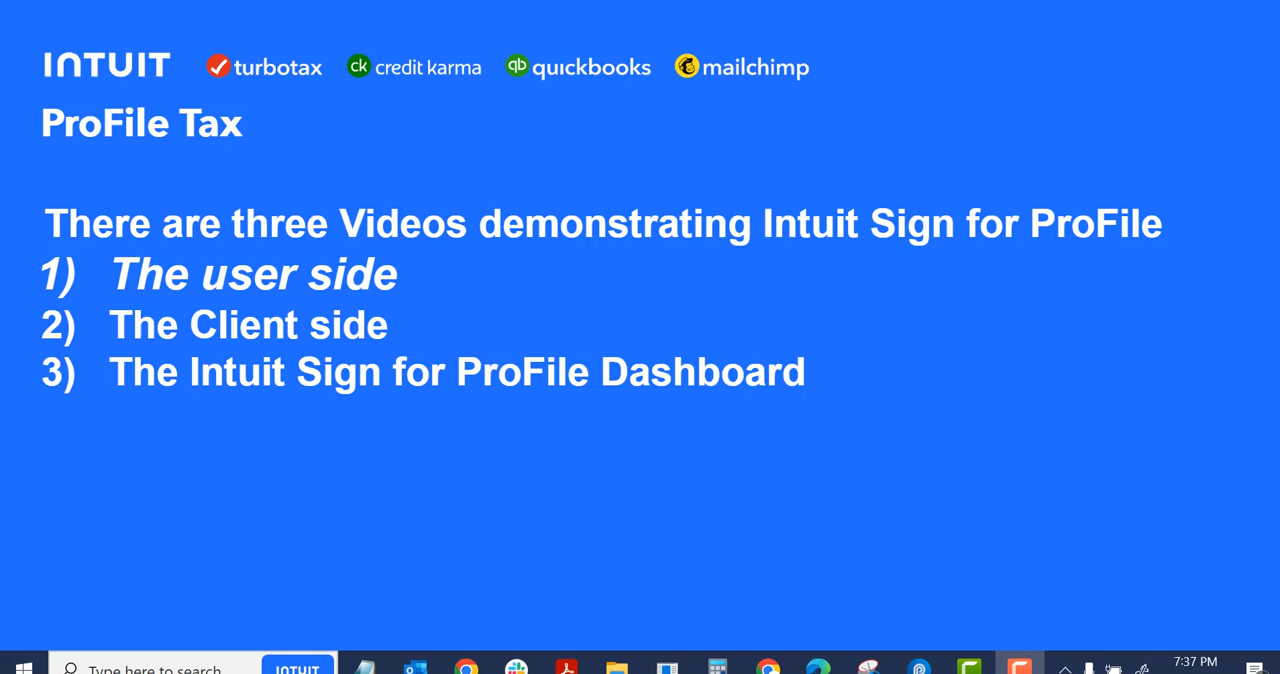 INTUIT turbotax ck credit karma qb quickbooks mailchimp
ProFile Tax
There are three Videos demonstrating Intuit Sign for ProFile
1) The user side
2) The Client side
3) The Intuit Sign for ProFile Dashboard
Type here to search INTUIT 7:37 PM